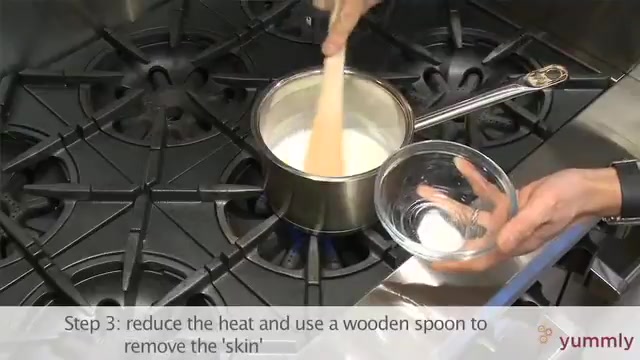 Step 3: reduce the heat and use a wooden spoon to
remove the 'skin'
yummly